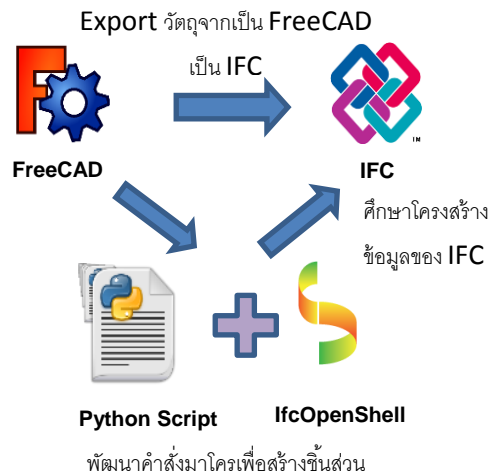 Export วัตถุจากเป็น FreeCAD
เป็น IFC
FreeCAD
TM
IFC
ศึกษาโครงสร้าง
ข้อมูลของ IFC
Python Script
IfcOpenShell
พัฒนาคำสั่งมาโครเพื่อสร้างชิ้นส่วน